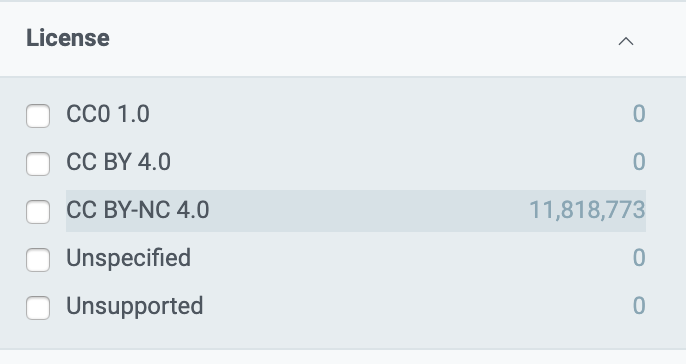 License
CC0 1.0 0
CC BY 4.0 0
CC BY-NC 4.0 11,818,773
Unspecified 0
Unsupported 0